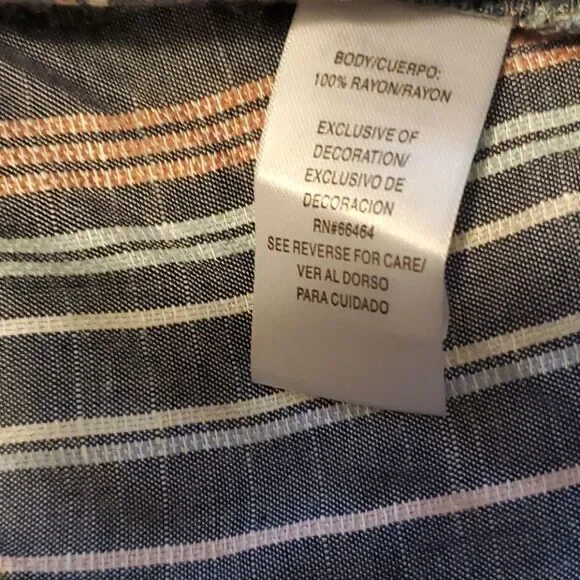 BODY/CUERPO:
100% RAYON/RAYON
EXCLUSIVE OF
DECORATION/
EXCLUSIVO DE
DECORACION
RN#66464
SEE REVERSE FOR CARE/
VER AL DORSO
PARA CUIDADO